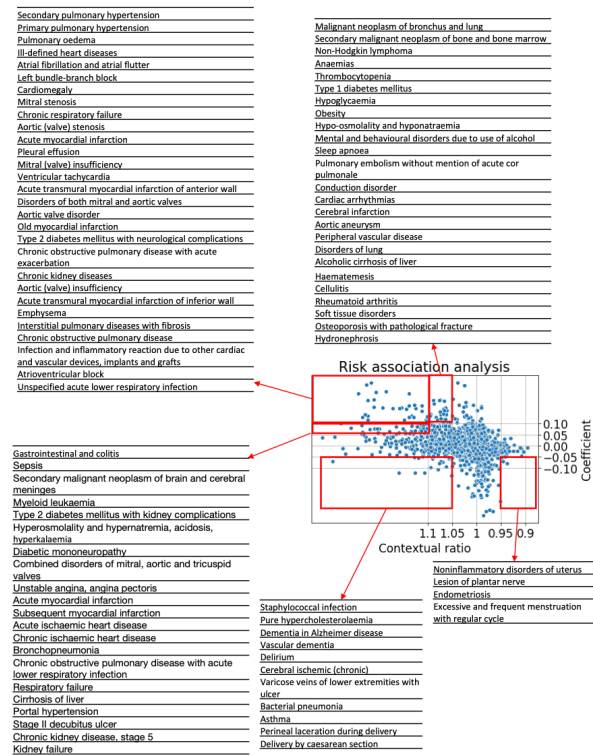 Secondary pulmonary hypertension
Primary pulmonary hypertension
Pulmonary oedema
Ill-defined heart diseases
Atrial fibrillation and atrial flutter
Left bundle-branch block
Cardiomegaly
Mitral stenosis
Chronic respiratory failure
Aortic (valve) stenosis
Acute myocardial infarction
Pleural effusion
Mitral (valve) insufficiency
Ventricular tachycardia
Acute transmural myocardial infarction of anterior wall
Disorders of both mitral and aortic valves
Aortic valve disorder
Old myocardial infarction
Type 2 diabetes mellitus with neurological complications
Chronic obstructive pulmonary disease with acute
exacerbation
Chronic kidney diseases
Aortic (valve) insufficiency
Acute transmural myocardial infarction of inferior wall
Emphysema
Interstitial pulmonary diseases with fibrosis
Chronic obstructive pulmonary disease
Infection and inflammatory reaction due to other cardiac
and vascular devices, implants and grafts
Atrioventricular block
Unspecified acute lower respiratory infection
Malignant neoplasm of bronchus and lung
Secondary malignant neoplasm of bone and bone marrow
Non-Hodgkin lymphoma
Anaemias
Thrombocytopenia
Type 1 diabetes mellitus
Hypoglycaemia
Obesity
Hypo-osmolality and hyponatraemia
Mental and behavioural disorders due to use of alcohol
Sleep apnoea
Pulmonary embolism without mention of acute cor
pulmonale
Conduction disorder
Cardiac arrhythmias
Cerebral infarction
Aortic aneurysm
Peripheral vascular disease
Disorders of lung
Alcoholic cirrhosis of liver
Haematemesis
Cellulitis
Rheumatoid arthritis
Soft tissue disorders
Osteoporosis with pathological fracture
Hydronephrosis
Risk association analysis
0.10
0.05
0.00
−0.05
−0.10
Coefficient
1.1 1.05 1 0.95 0.9
Contextual ratio
Gastrointestinal and colitis
Sepsis
Secondary malignant neoplasm of brain and cerebral
meninges
Myeloid leukaemia
Type 2 diabetes mellitus with kidney complications
Hyperosmolality and hypernatremia, acidosis,
hyperkalaemia
Diabetic mononeuropathy
Combined disorders of mitral, aortic and tricuspid
valves
Unstable angina, angina pectoris
Acute myocardial infarction
Subsequent myocardial infarction
Acute ischaemic heart disease
Chronic ischaemic heart disease
Bronchopneumonia
Chronic obstructive pulmonary disease with acute
lower respiratory infection
Respiratory failure
Cirrhosis of liver
Portal hypertension
Stage II decubitus ulcer
Chronic kidney disease, stage 5
Kidney failure
Staphylococcal infection
Pure hypercholesterolaemia
Dementia in Alzheimer disease
Vascular dementia
Delirium
Cerebral ischemic (chronic)
Varicose veins of lower extremities with
ulcer
Bacterial pneumonia
Asthma
Perineal laceration during delivery
Delivery by caesarean section
Noninflammatory disorders of uterus
Lesion of plantar nerve
Endometriosis
Excessive and frequent menstruation
with regular cycle